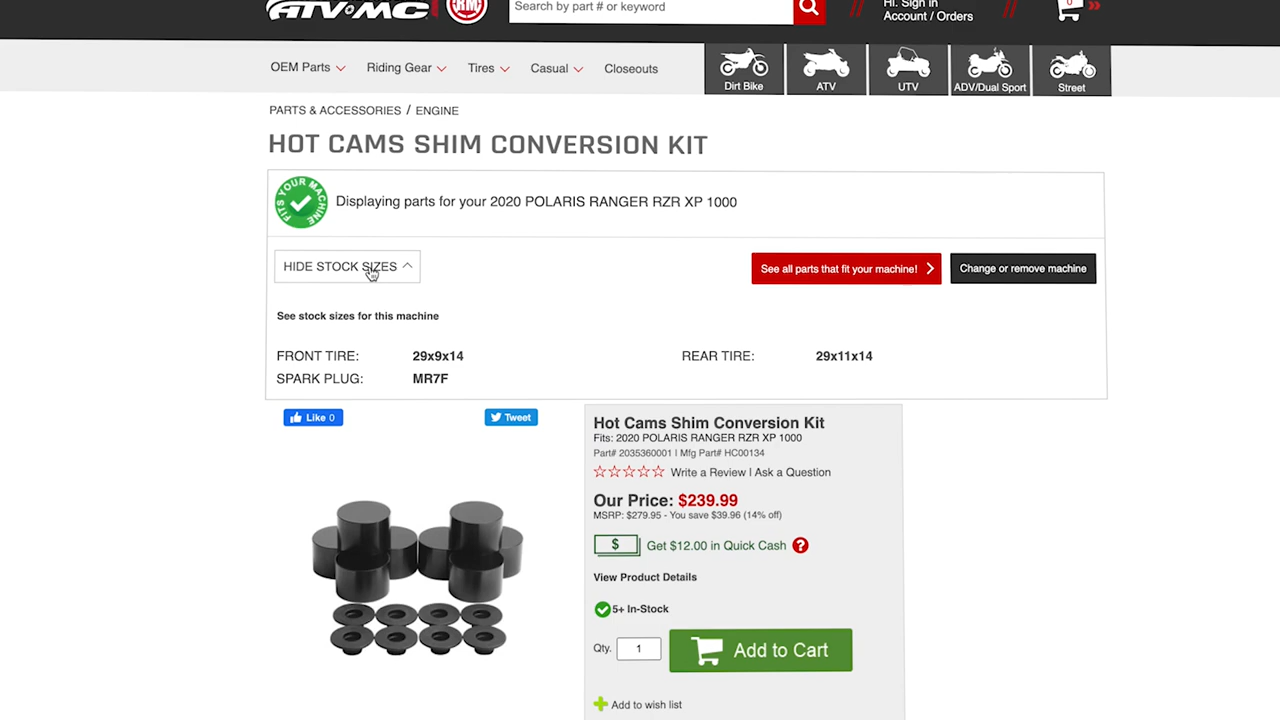 ATV•MC
RM
Search by part # or keyword
Hi. Sign In
Account / Orders
0
OEM Parts
Riding Gear
Tires
Casual
Closeouts
Dirt Bike
ATV
UTV
ADV/Dual Sport
Street
PARTS & ACCESSORIES / ENGINE
HOT CAMS SHIM CONVERSION KIT
FITS YOUR MACHINE
Displaying parts for your 2020 POLARIS RANGER RZR XP 1000
HIDE STOCK SIZES
See all parts that fit your machine!
Change or remove machine
See stock sizes for this machine
FRONT TIRE: 29x9x14
REAR TIRE: 29x11x14
SPARK PLUG: MR7F
Like 0
Tweet
Hot Cams Shim Conversion Kit
Fits: 2020 POLARIS RANGER RZR XP 1000
Part# 2035360001 | Mfg Part# HC00134
Write a Review | Ask a Question
Our Price: $239.99
MSRP: $279.95 - You save $39.96 (14% off)
$ Get $12.00 in Quick Cash ?
View Product Details
5+ In-Stock
Qty. 1
Add to Cart
Add to wish list